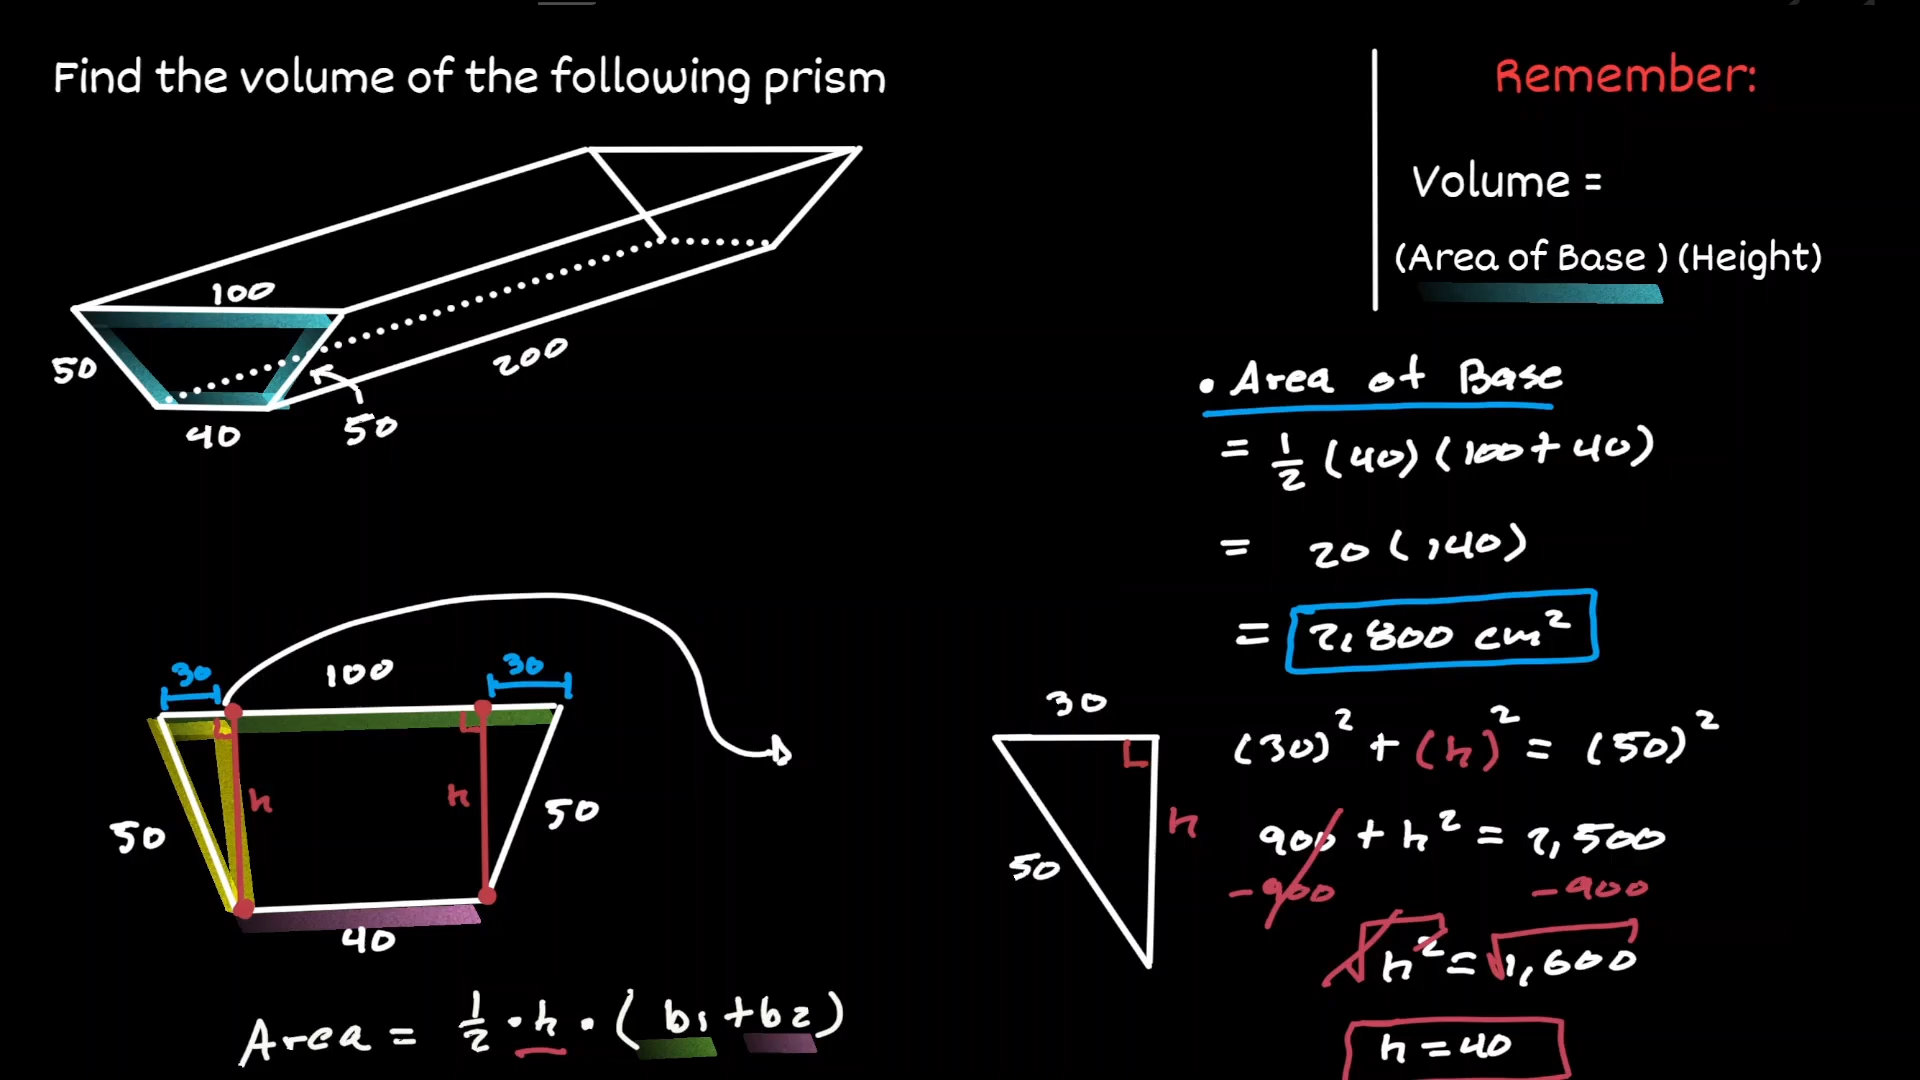 Find the volume of the following prism
100
50
200
40
50
Remember:
Volume =
(Area of Base ) (Height)
• Area of Base
= 1/2 (40) (100 + 40)
= 20 (140)
= 2,800 cm²
30
100
30
50
h
h
50
40
Area = 1/2 · h · ( b1 + b2 )
30
50
h
(30)² + (h)² = (50)²
900 + h² = 2,500
-900 -900
√h² = √1,600
h = 40